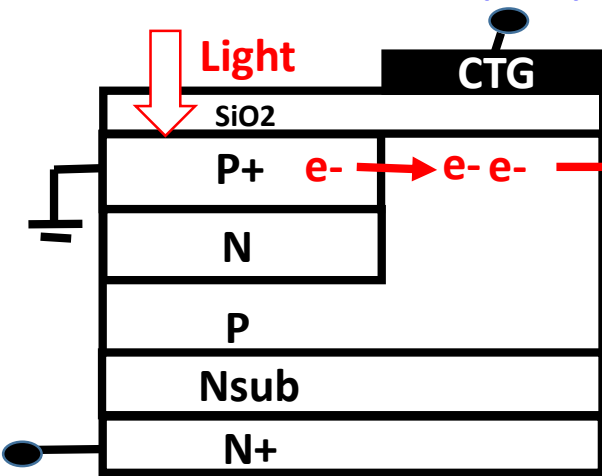 Light
CTG
SiO2
P+ e- e- e-
N
P
Nsub
N+